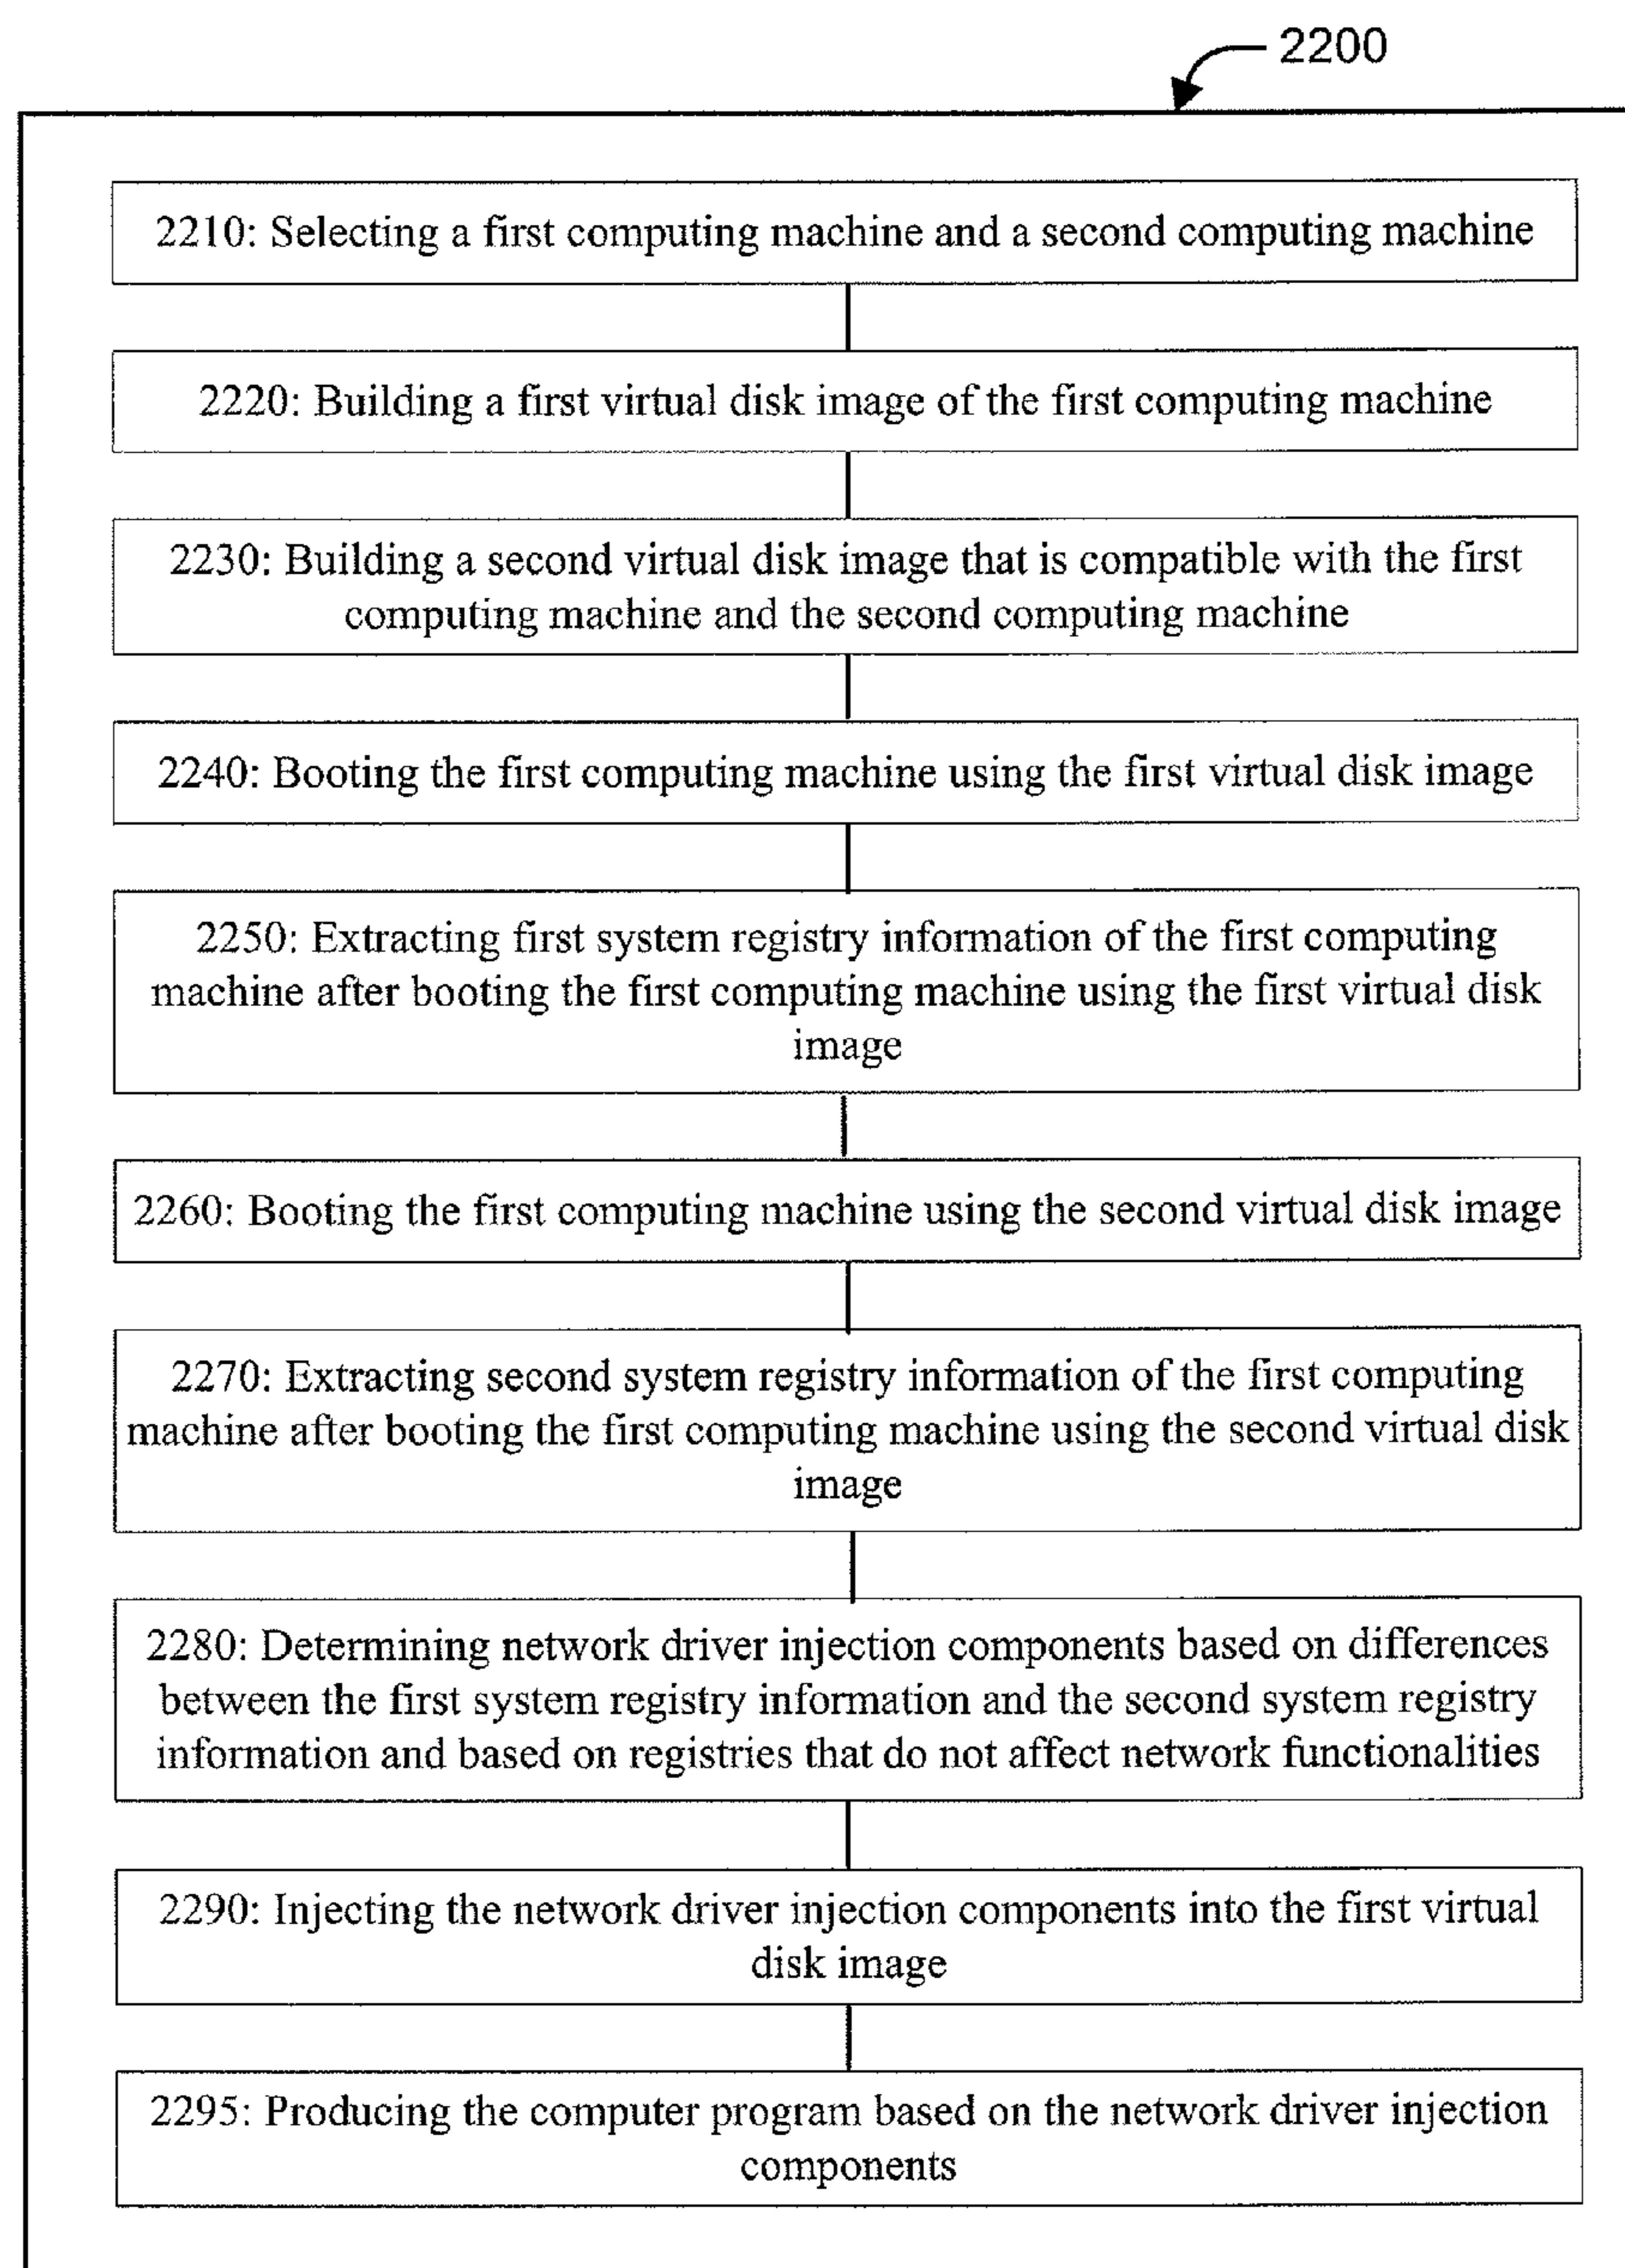 2200
2210: Selecting a first computing machine and a second computing machine
2220: Building a first virtual disk image of the first computing machine
2230: Building a second virtual disk image that is compatible with the first
computing machine and the second computing machine
2240: Booting the first computing machine using the first virtual disk image
2250: Extracting first system registry information of the first computing
machine after booting the first computing machine using the first virtual disk
image
2260: Booting the first computing machine using the second virtual disk image
2270: Extracting second system registry information of the first computing
machine after booting the first computing machine using the second virtual disk
image
2280: Determining network driver injection components based on differences
between the first system registry information and the second system registry
information and based on registries that do not affect network functionalities
2290: Injecting the network driver injection components into the first virtual
disk image
2295: Producing the computer program based on the network driver injection
components